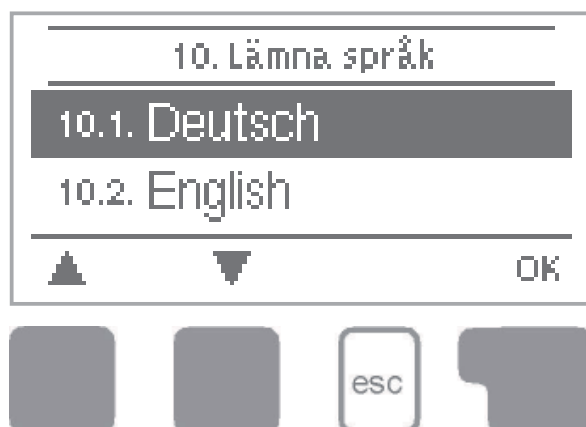 10. Lämna språk
10.1. Deutsch
10.2. English
OK
esc